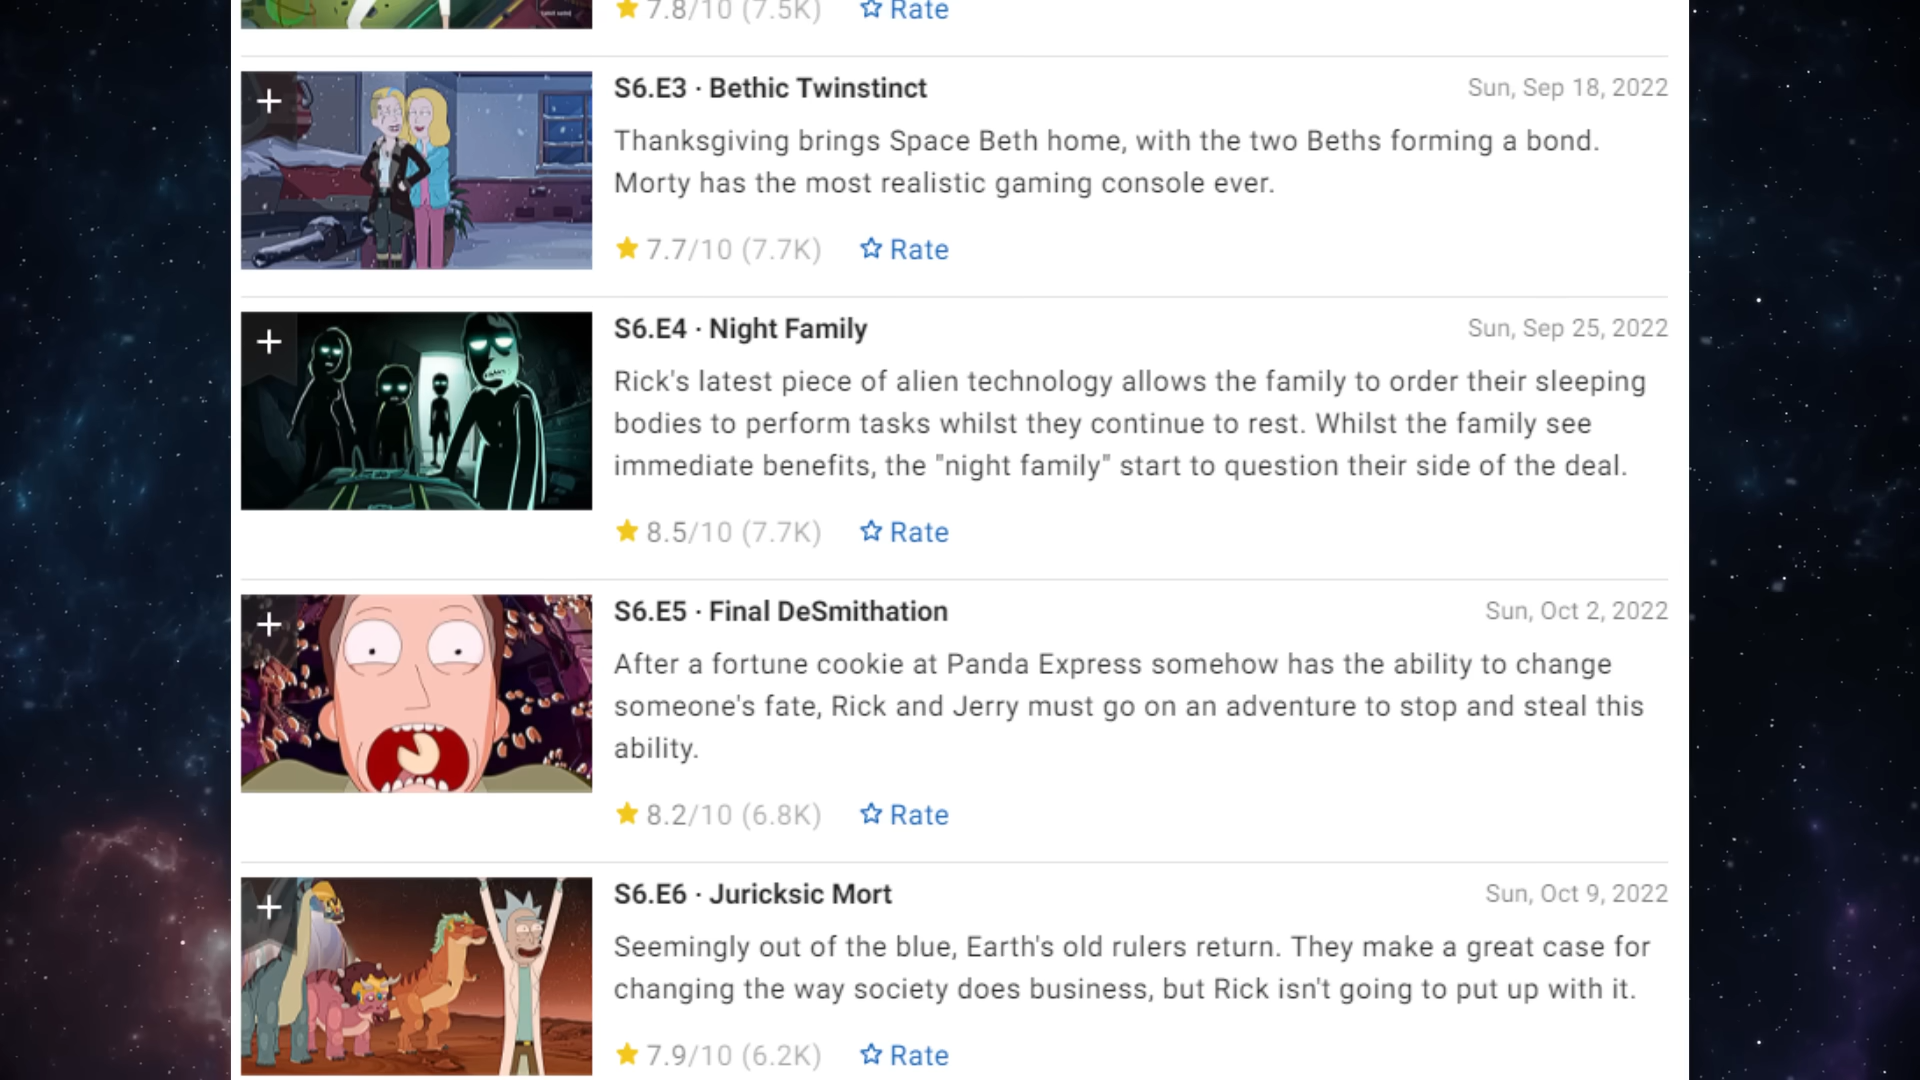 7.8/10 (7.5K) Rate
S6.E3 · Bethic Twinstinct
Sun, Sep 18, 2022
Thanksgiving brings Space Beth home, with the two Beths forming a bond.
Morty has the most realistic gaming console ever.
7.7/10 (7.7K) Rate
S6.E4 · Night Family
Sun, Sep 25, 2022
Rick's latest piece of alien technology allows the family to order their sleeping
bodies to perform tasks whilst they continue to rest. Whilst the family see
immediate benefits, the "night family" start to question their side of the deal.
8.5/10 (7.7K) Rate
S6.E5 · Final DeSmithation
Sun, Oct 2, 2022
After a fortune cookie at Panda Express somehow has the ability to change
someone's fate, Rick and Jerry must go on an adventure to stop and steal this
ability.
8.2/10 (6.8K) Rate
S6.E6 · Juricksic Mort
Sun, Oct 9, 2022
Seemingly out of the blue, Earth's old rulers return. They make a great case for
changing the way society does business, but Rick isn't going to put up with it.
7.9/10 (6.2K) Rate